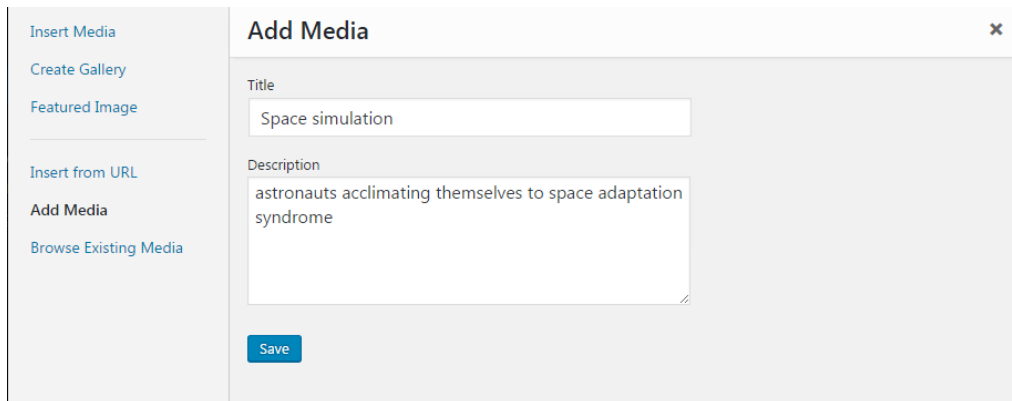 Insert Media
Create Gallery
Featured Image
Insert from URL
Add Media
Browse Existing Media
Add Media
Title
Space simulation
Description
astronauts acclimating themselves to space adaptation
syndrome
Save